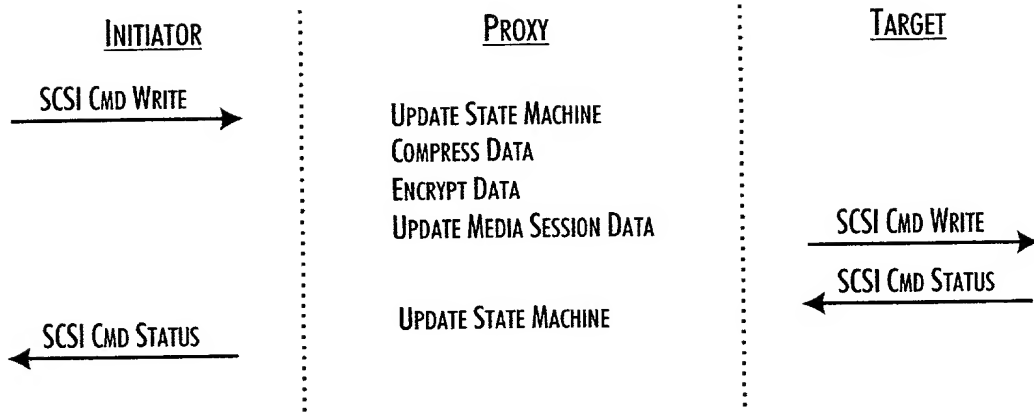 INITIATOR
PROXY
TARGET
SCSI CMD WRITE
UPDATE STATE MACHINE
COMPRESS DATA
ENCRYPT DATA
UPDATE MEDIA SESSION DATA
SCSI CMD WRITE
SCSI CMD STATUS
UPDATE STATE MACHINE
SCSI CMD STATUS